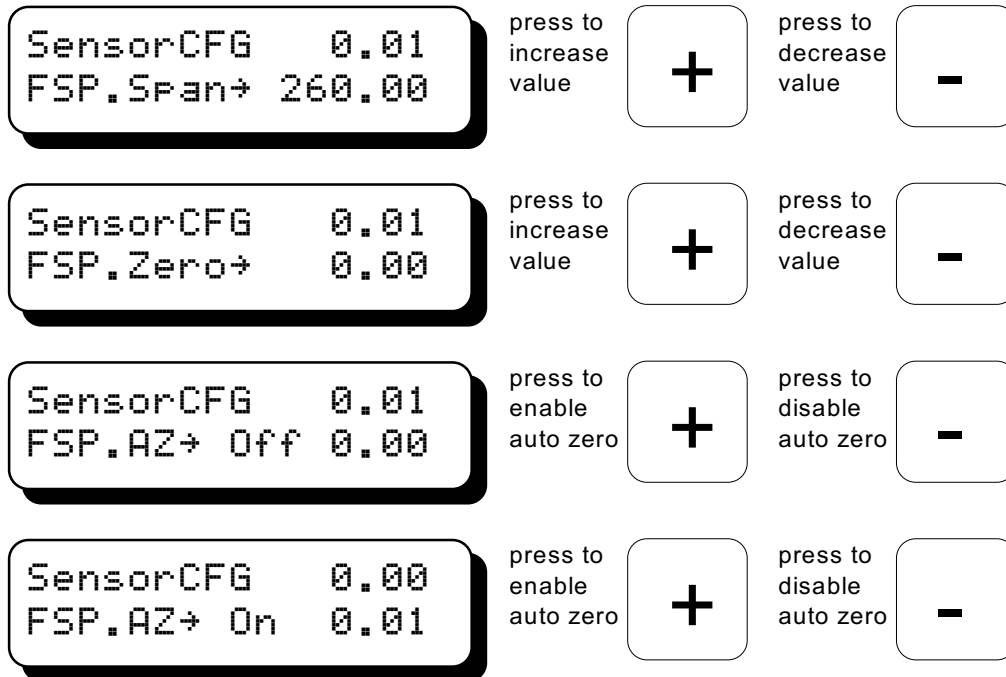 SensorCFG 0.01
FSP.Span→ 260.00
press to
increase
value
+
press to
decrease
value
-
SensorCFG 0.01
FSP.Zero→ 0.00
press to
increase
value
+
press to
decrease
value
-
SensorCFG 0.01
FSP.AZ→ Off 0.00
press to
enable
auto zero
+
press to
disable
auto zero
-
SensorCFG 0.00
FSP.AZ→ On 0.01
press to
enable
auto zero
+
press to
disable
auto zero
-